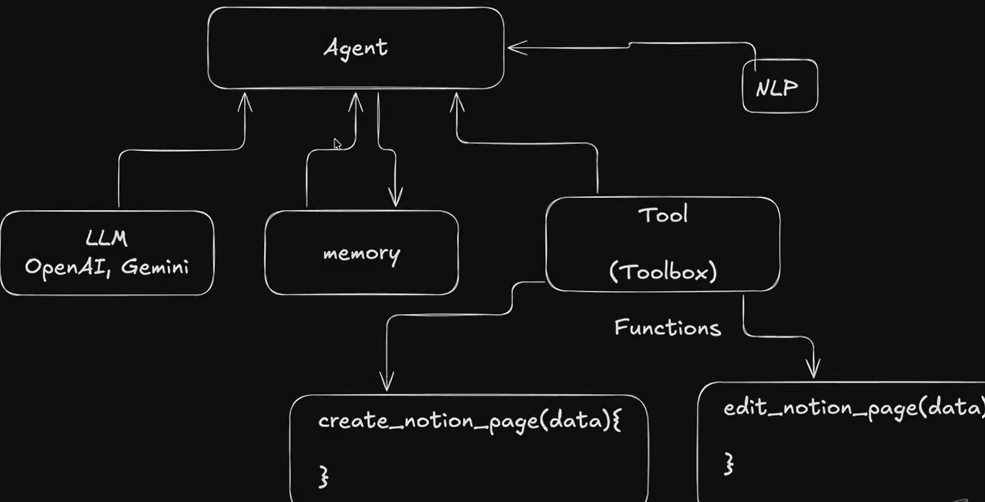 Agent
NLP
LLM
OpenAI, Gemini
memory
Tool
(Toolbox)
Functions
create_notion_page(data){
}
edit_notion_page(data)
}